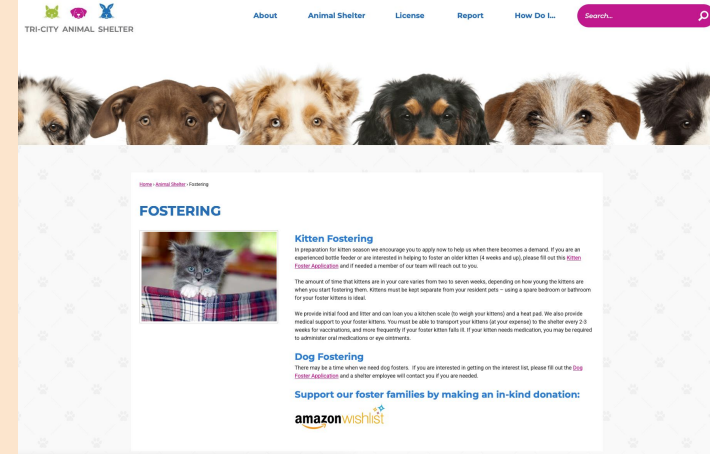 TRI-CITY ANIMAL SHELTER
About
Animal Shelter
License
Report
How Do I...
Search...
Home › Animal Shelter › Fostering
FOSTERING
Kitten Fostering
In preparation for kitten season we encourage you to apply now to help us when there becomes a demand. If you are an
experienced bottle feeder or are interested in helping to foster an older kitten (4 weeks and up), please fill out this Kitten
Foster Application and if needed a member of our team will reach out to you.
The amount of time that kittens are in your care varies from two to seven weeks, depending on how young the kittens are
when you start fostering them. Kittens must be kept separate from your resident pets – using a spare bedroom or bathroom
for your foster kittens is ideal.
We provide initial food and litter and can loan you a kitchen scale (to weigh your kittens) and a heat pad. We also provide
medical support to your foster kittens. You must be able to transport your kittens (at your expense) to the shelter every 2-3
weeks for vaccinations, and more frequently if your foster kitten falls ill. If your kitten needs medication, you may be required
to administer oral medications or eye ointments.
Dog Fostering
There may be a time when we need dog fosters. If you are interested in getting on the interest list, please fill out the Dog
Foster Application and a shelter employee will contact you if you are needed.
Support our foster families by making an in-kind donation:
amazonwishlist